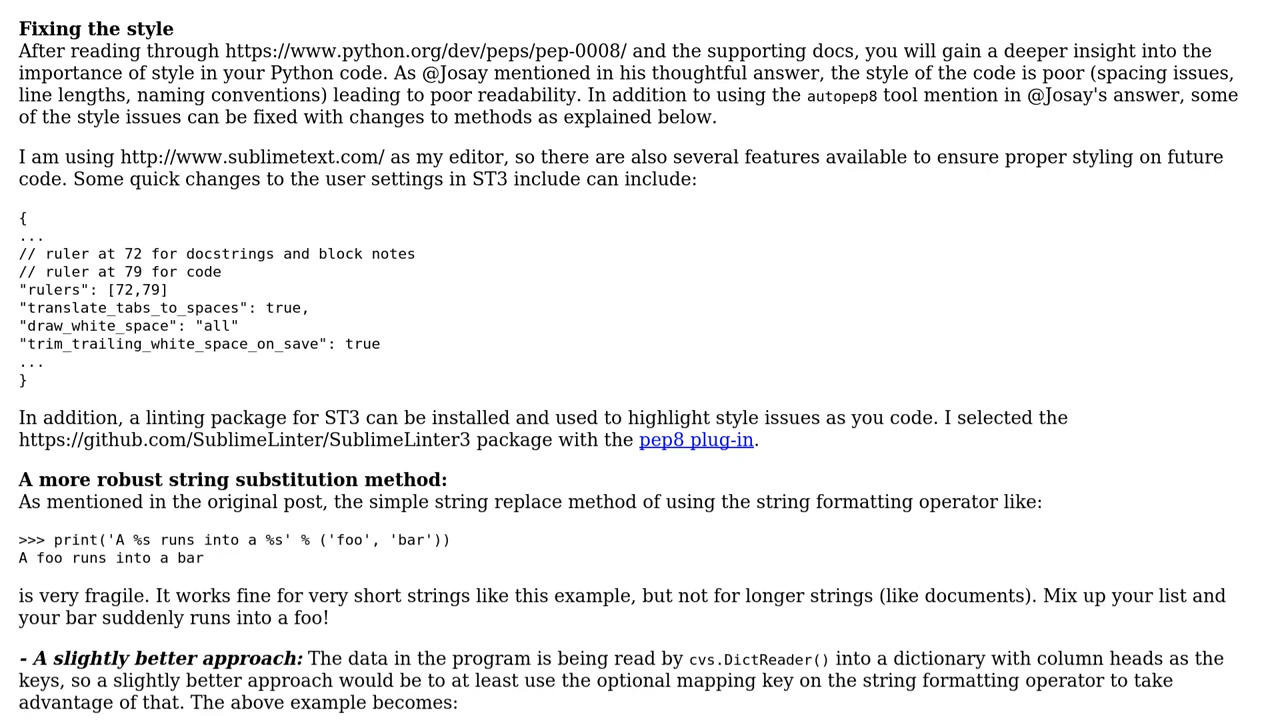 Fixing the style
After reading through https://www.python.org/dev/peps/pep-0008/ and the supporting docs, you will gain a deeper insight into the
importance of style in your Python code. As @Josay mentioned in his thoughtful answer, the style of the code is poor (spacing issues,
line lengths, naming conventions) leading to poor readability. In addition to using the autopep8 tool mention in @Josay's answer, some
of the style issues can be fixed with changes to methods as explained below.
I am using http://www.sublimetext.com/ as my editor, so there are also several features available to ensure proper styling on future
code. Some quick changes to the user settings in ST3 include can include:
{
...
// ruler at 72 for docstrings and block notes
// ruler at 79 for code
"rulers": [72,79]
"translate_tabs_to_spaces": true,
"draw_white_space": "all"
"trim_trailing_white_space_on_save": true
...
}
In addition, a linting package for ST3 can be installed and used to highlight style issues as you code. I selected the
https://github.com/SublimeLinter/SublimeLinter3 package with the pep8 plug-in.
A more robust string substitution method:
As mentioned in the original post, the simple string replace method of using the string formatting operator like:
>>> print('A %s runs into a %s' % ('foo', 'bar'))
A foo runs into a bar
is very fragile. It works fine for very short strings like this example, but not for longer strings (like documents). Mix up your list and
your bar suddenly runs into a foo!
- A slightly better approach: The data in the program is being read by cvs.DictReader() into a dictionary with column heads as the
keys, so a slightly better approach would be to at least use the optional mapping key on the string formatting operator to take
advantage of that. The above example becomes: